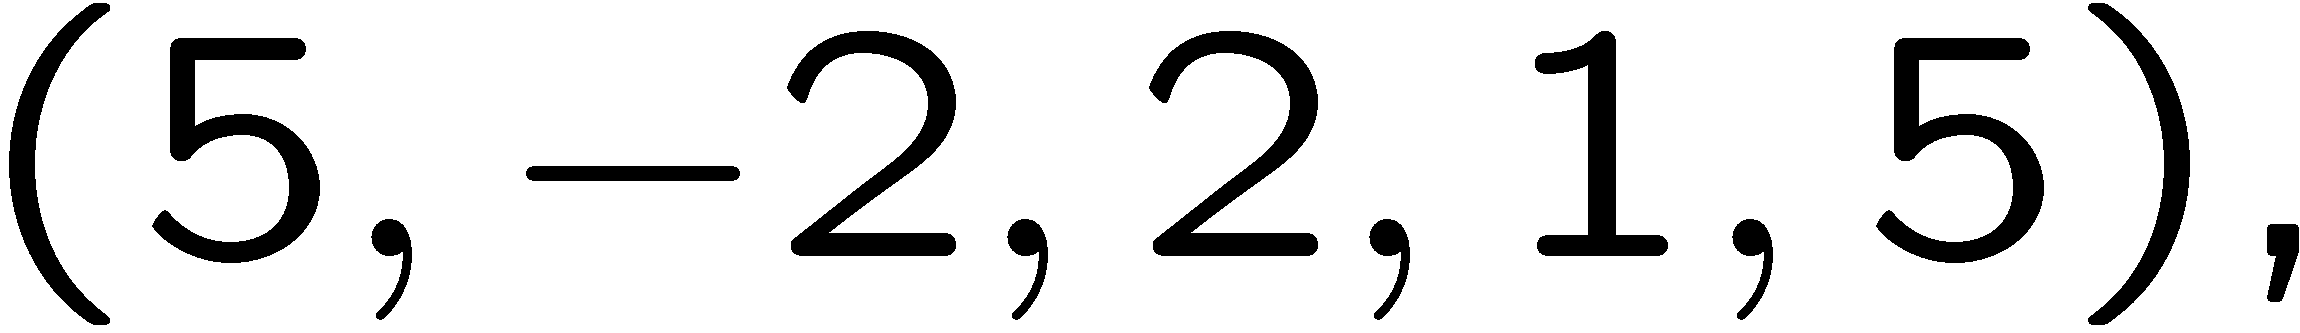 (5, −2, 2, 1, 5),